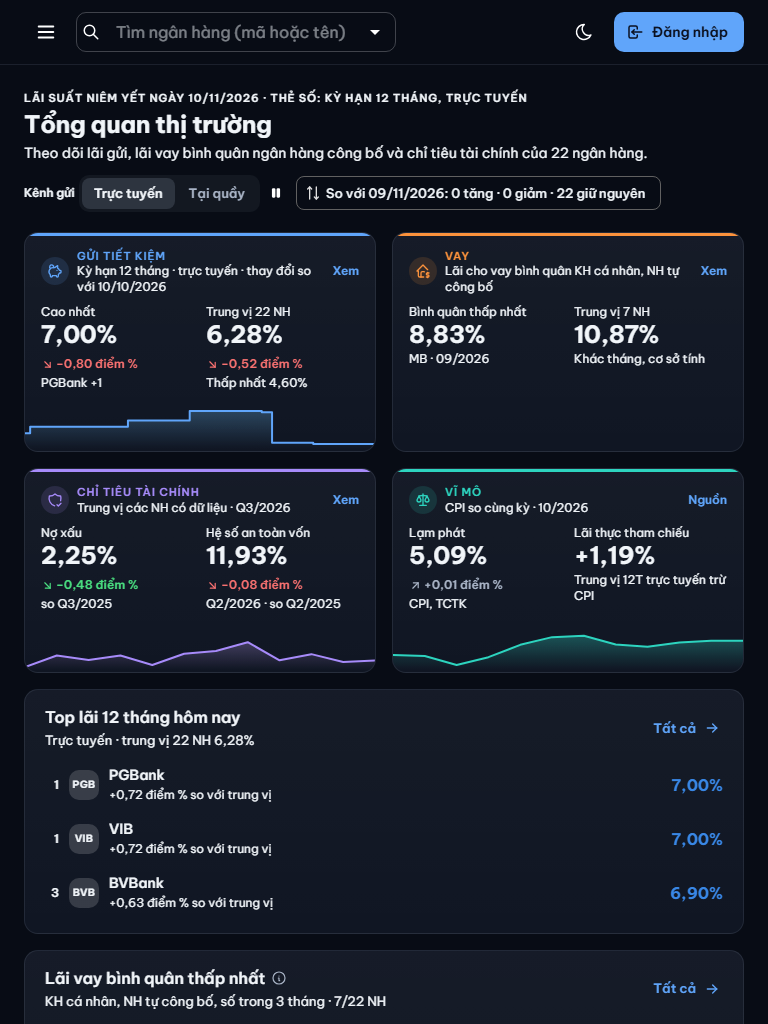 Tìm ngân hàng (mã hoặc tên)
Đăng nhập
LÃI SUẤT NIÊM YẾT NGÀY 10/11/2026 · THẺ SỐ: KỲ HẠN 12 THÁNG, TRỰC TUYẾN
Tổng quan thị trường
Theo dõi lãi gửi, lãi vay bình quân ngân hàng công bố và chỉ tiêu tài chính của 22 ngân hàng.
Kênh gửi
Trực tuyến
Tại quầy
So với 09/11/2026: 0 tăng · 0 giảm · 22 giữ nguyên
GỬI TIẾT KIỆM
Kỳ hạn 12 tháng · trực tuyến · thay đổi so
với 10/10/2026
Xem
Cao nhất
7,00%
↘ −0,80 điểm %
PGBank +1
Trung vị 22 NH
6,28%
↘ −0,52 điểm %
Thấp nhất 4,60%
VAY
Lãi cho vay bình quân KH cá nhân, NH tự
công bố
Xem
Bình quân thấp nhất
8,83%
MB · 09/2026
Trung vị 7 NH
10,87%
Khác tháng, cơ sở tính
CHỈ TIÊU TÀI CHÍNH
Trung vị các NH có dữ liệu · Q3/2026
Xem
Nợ xấu
2,25%
↘ −0,48 điểm %
so Q3/2025
Hệ số an toàn vốn
11,93%
↘ −0,08 điểm %
Q2/2026 · so Q2/2025
VĨ MÔ
CPI so cùng kỳ · 10/2026
Nguồn
Lạm phát
5,09%
↗ +0,01 điểm %
CPI, TCTK
Lãi thực tham chiếu
+1,19%
Trung vị 12T trực tuyến trừ
CPI
Top lãi 12 tháng hôm nay
Trực tuyến · trung vị 22 NH 6,28%
Tất cả →
1 PGB PGBank 7,00%
+0,72 điểm % so với trung vị
1 VIB VIB 7,00%
+0,72 điểm % so với trung vị
3 BVB BVBank 6,90%
+0,63 điểm % so với trung vị
Lãi vay bình quân thấp nhất
KH cá nhân, NH tự công bố, số trong 3 tháng · 7/22 NH
Tất cả →